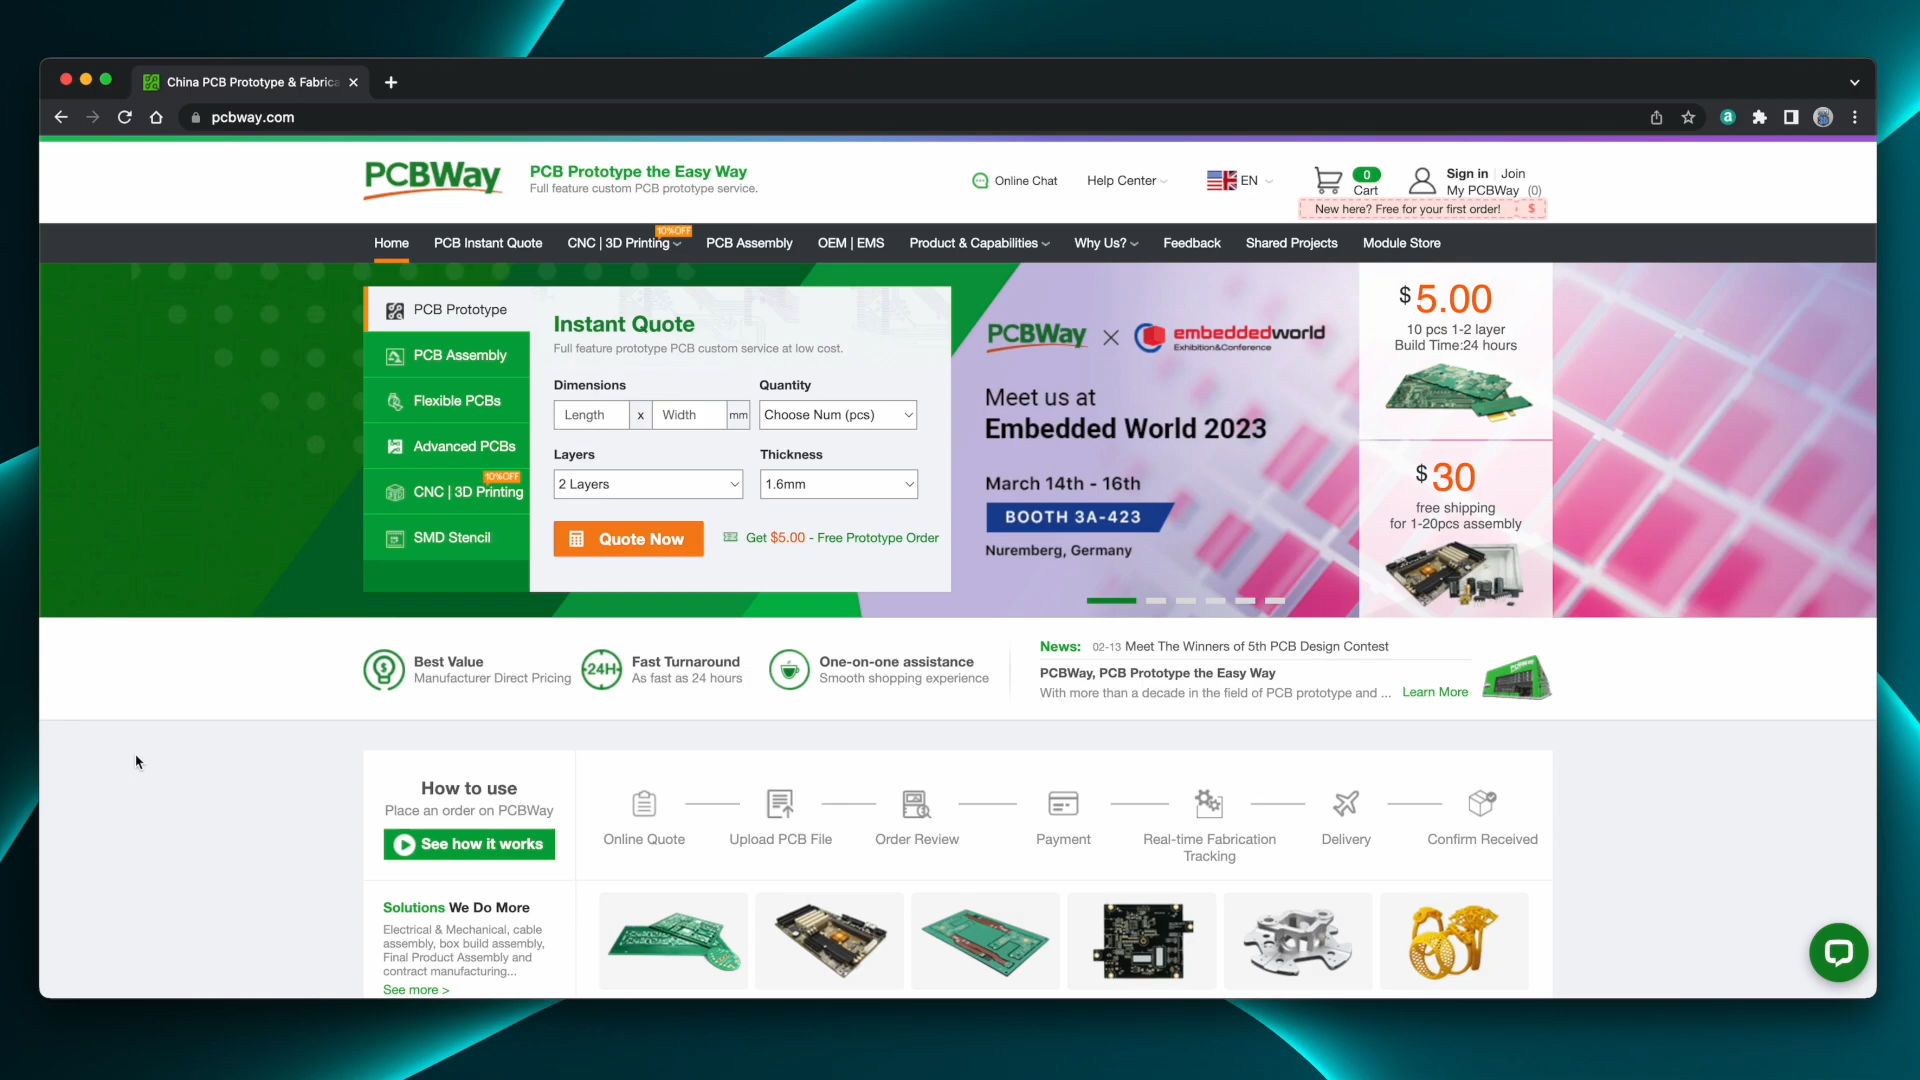 China PCB Prototype & Fabrica
pcbway.com
PCBWay
PCB Prototype the Easy Way
Full feature custom PCB prototype service.
Online Chat
Help Center
EN
0
Cart
Sign in
Join
My PCBWay (0)
New here? Free for your first order! $
Home
PCB Instant Quote
CNC | 3D Printing
10%OFF
PCB Assembly
OEM | EMS
Product & Capabilities
Why Us?
Feedback
Shared Projects
Module Store
PCB Prototype
PCB Assembly
Flexible PCBs
Advanced PCBs
10%OFF
CNC | 3D Printing
SMD Stencil
Instant Quote
Full feature prototype PCB custom service at low cost.
Dimensions
Quantity
Length x Width mm
Choose Num (pcs)
Layers
Thickness
2 Layers
1.6mm
Quote Now
Get $5.00 - Free Prototype Order
PCBWay X embeddedworld
Exhibition&Conference
Meet us at
Embedded World 2023
March 14th - 16th
BOOTH 3A-423
Nuremberg, Germany
$5.00
10 pcs 1-2 layer
Build Time:24 hours
$30
free shipping
for 1-20pcs assembly
Best Value
Manufacturer Direct Pricing
24H
Fast Turnaround
As fast as 24 hours
One-on-one assistance
Smooth shopping experience
News: 02-13 Meet The Winners of 5th PCB Design Contest
PCBWay, PCB Prototype the Easy Way
With more than a decade in the field of PCB prototype and ... Learn More
How to use
Place an order on PCBWay
See how it works
Online Quote
Upload PCB File
Order Review
Payment
Real-time Fabrication
Tracking
Delivery
Confirm Received
Solutions We Do More
Electrical & Mechanical, cable
assembly, box build assembly,
Final Product Assembly and
contract manufacturing...
See more >